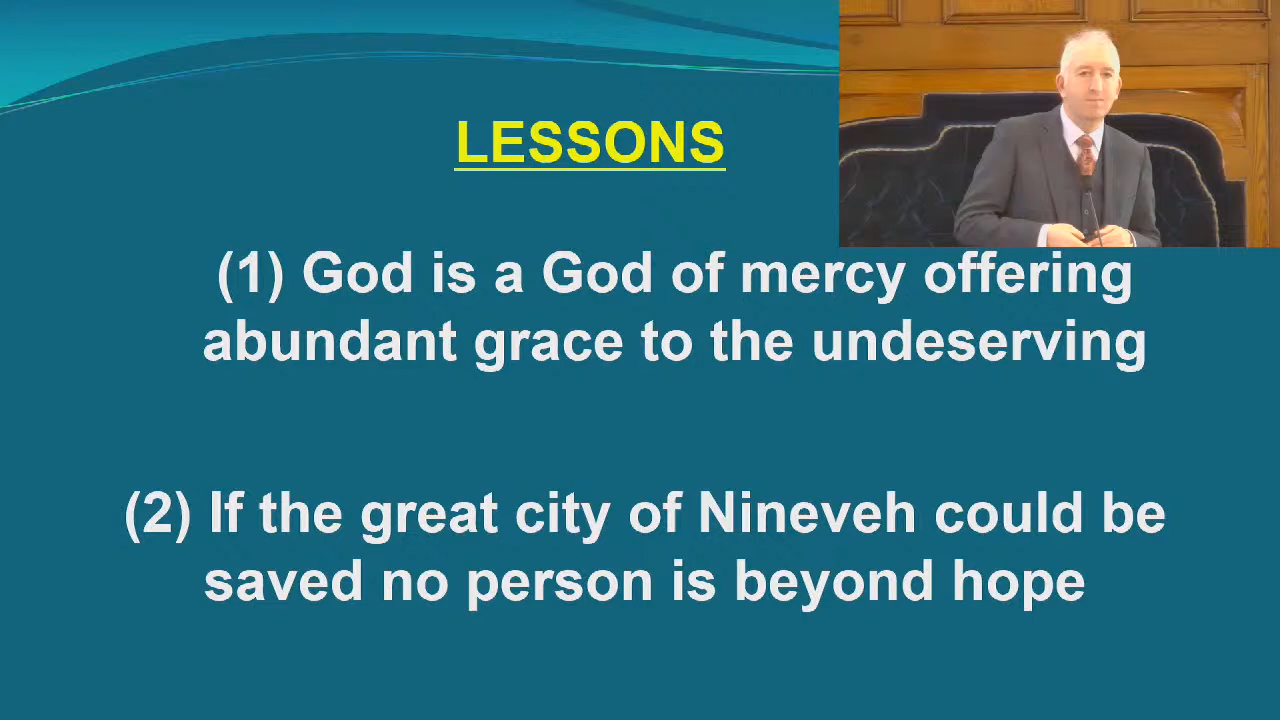 LESSONS
(1) God is a God of mercy offering
abundant grace to the undeserving
(2) If the great city of Nineveh could be
saved no person is beyond hope